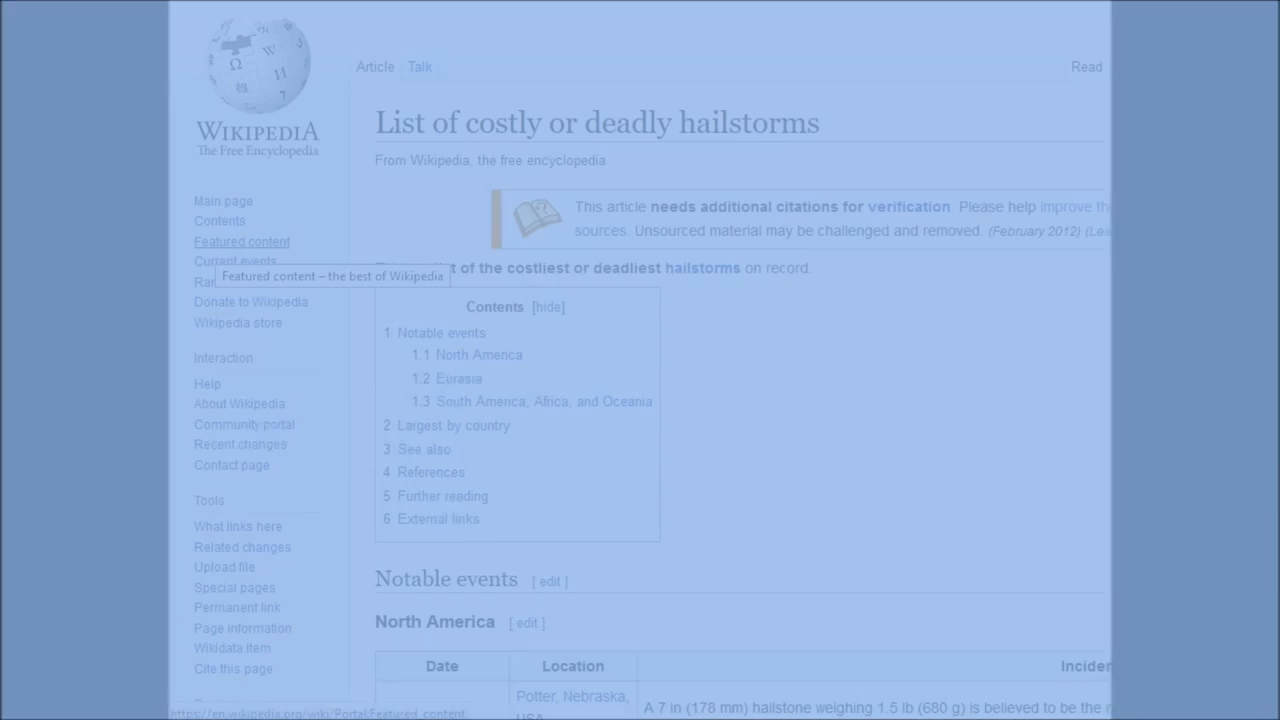 WIKIPEDIA
The Free Encyclopedia
Article Talk
Read
List of costly or deadly hailstorms
From Wikipedia, the free encyclopedia
This article needs additional citations for verification. Please help improve
sources. Unsourced material may be challenged and removed. (February 2012)
of the costliest or deadliest hailstorms on record.
Main page
Contents
Featured content
Current events
Featured content – the best of Wikipedia
Donate to Wikipedia
Wikipedia store
Interaction
Help
About Wikipedia
Community portal
Recent changes
Contact page
Tools
What links here
Related changes
Upload file
Special pages
Permanent link
Page information
Wikidata item
Cite this page
Contents [hide]
1 Notable events
1.1 North America
1.2 Eurasia
1.3 South America, Africa, and Oceania
2 Largest by country
3 See also
4 References
5 Further reading
6 External links
Notable events [ edit ]
North America [ edit ]
Date Location
Potter, Nebraska,
USA
A 7 in (178 mm) hailstone weighing 1.5 lb (680 g) is believed to be the
https://en.wikipedia.org/wiki/Portal:Featured_content